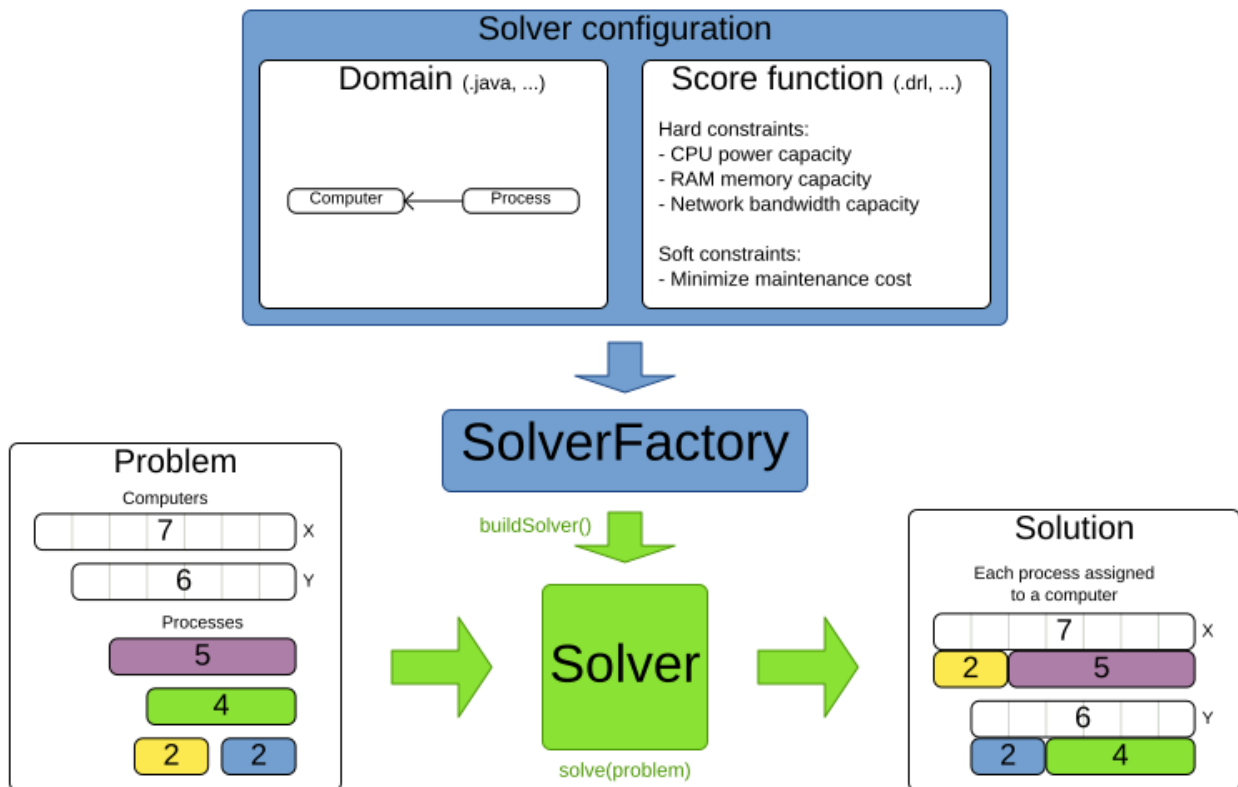 Solver configuration
Domain (.java, ...)
Computer
Process
Score function (.drl, ...)
Hard constraints:
- CPU power capacity
- RAM memory capacity
- Network bandwidth capacity
Soft constraints:
- Minimize maintenance cost
SolverFactory
buildSolver()
Problem
Computers
7 X
6 Y
Processes
5
4
2 2
Solver
solve(problem)
Solution
Each process assigned
to a computer
7 X
2 5
6 Y
2 4